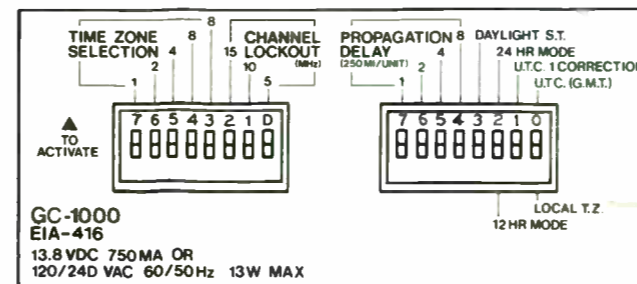 TIME ZONE SELECTION
1 2 4 8 8
CHANNEL LOCKOUT (MHz)
15 10 5
PROPAGATION DELAY
(250 MI/UNIT)
1 2 4 8
DAYLIGHT S.T.
24 HR MODE
U.T.C. 1 CORRECTION
U.T.C. (G.M.T.)
▲
TO ACTIVATE
7 6 5 4 3 2 1 D
7 6 5 4 3 2 1 0
LOCAL T.Z.
12 HR MODE
GC-1000
EIA-416
13.8 VDC 750 MA OR
120/24D VAC 60/50 Hz 13W MAX